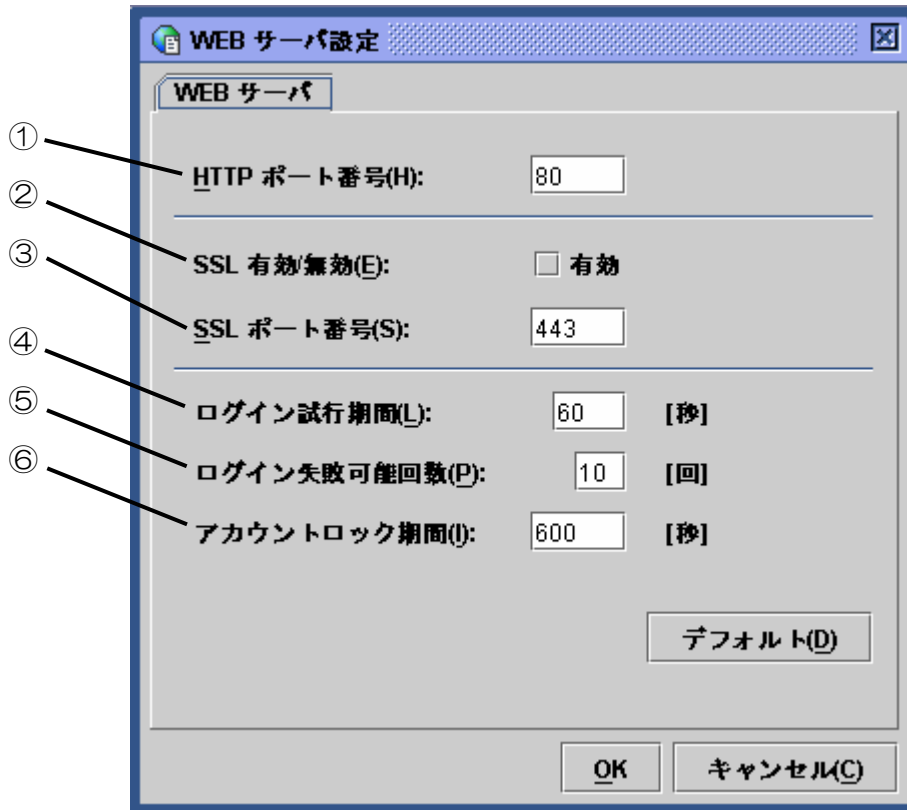 WEB サーバ設定
WEB サーバ
① HTTP ポート番号(H): 80
② SSL 有効/無効(E): 有効
③ SSL ポート番号(S): 443
④ ログイン試行期間(L): 60 [秒]
⑤ ログイン失敗可能回数(P): 10 [回]
⑥ アカウントロック期間(I): 600 [秒]
デフォルト(D)
OK キャンセル(C)